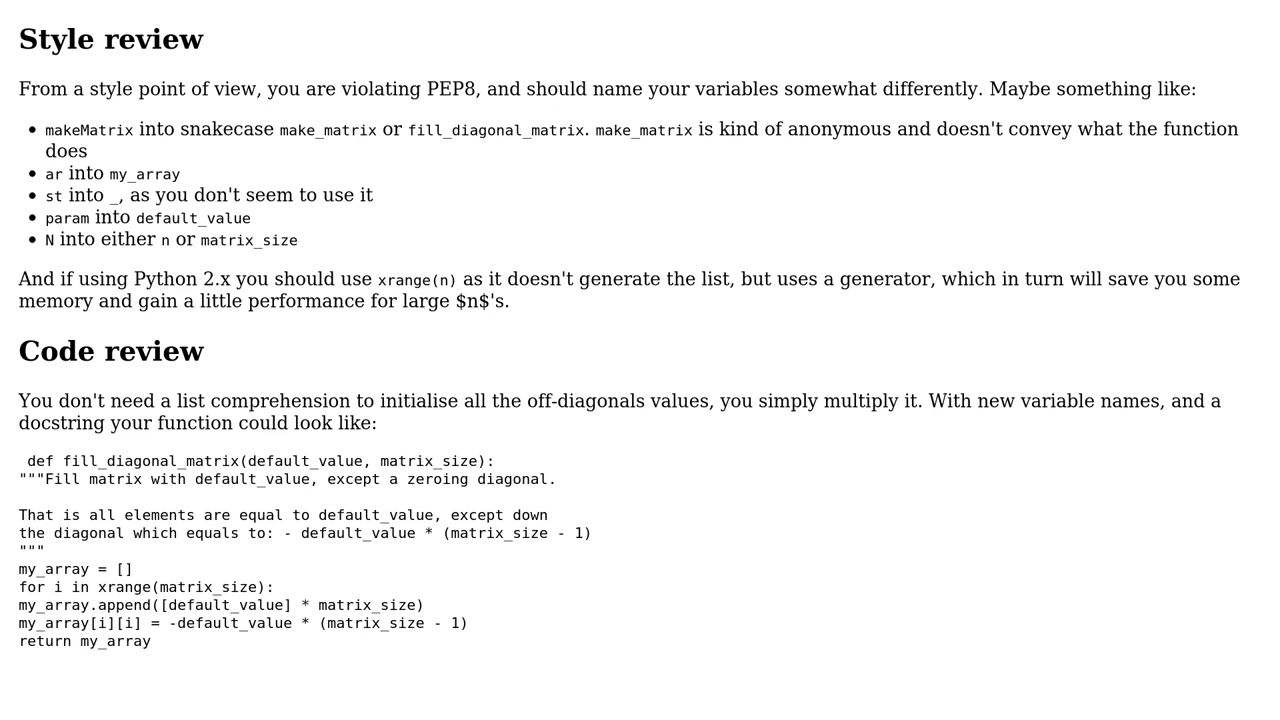 Style review
From a style point of view, you are violating PEP8, and should name your variables somewhat differently. Maybe something like:
• makeMatrix into snakecase make_matrix or fill_diagonal_matrix. make_matrix is kind of anonymous and doesn't convey what the function
does
• ar into my_array
• st into _, as you don't seem to use it
• param into default_value
• N into either n or matrix_size
And if using Python 2.x you should use xrange(n) as it doesn't generate the list, but uses a generator, which in turn will save you some
memory and gain a little performance for large $n$'s.
Code review
You don't need a list comprehension to initialise all the off-diagonals values, you simply multiply it. With new variable names, and a
docstring your function could look like:
def fill_diagonal_matrix(default_value, matrix_size):
"""Fill matrix with default_value, except a zeroing diagonal.
That is all elements are equal to default_value, except down
the diagonal which equals to: - default_value * (matrix_size - 1)
"""
my_array = []
for i in xrange(matrix_size):
my_array.append([default_value] * matrix_size)
my_array[i][i] = -default_value * (matrix_size - 1)
return my_array